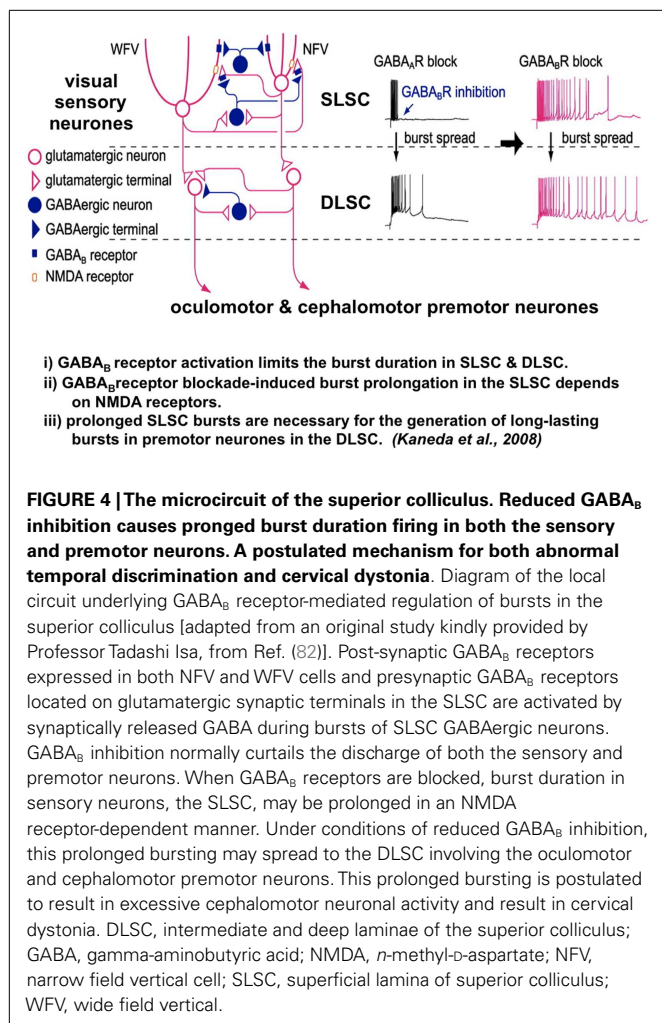 WFV
NFV
GABA_AR block
GABA_BR block
visual
sensory
neurones
SLSC
GABA_BR inhibition
burst spread
burst spread
glutamatergic neuron
glutamatergic terminal
GABAergic neuron
GABAergic terminal
GABA_B receptor
NMDA receptor
DLSC
oculomotor & cephalomotor premotor neurones
i) GABA_B receptor activation limits the burst duration in SLSC & DLSC.
ii) GABA_Breceptor blockade-induced burst prolongation in the SLSC depends
on NMDA receptors.
iii) prolonged SLSC bursts are necessary for the generation of long-lasting
bursts in premotor neurones in the DLSC. (Kaneda et al., 2008)
FIGURE 4 | The microcircuit of the superior colliculus. Reduced GABA_B
inhibition causes pronged burst duration firing in both the sensory
and premotor neurons. A postulated mechanism for both abnormal
temporal discrimination and cervical dystonia. Diagram of the local
circuit underlying GABA_B receptor-mediated regulation of bursts in the
superior colliculus [adapted from an original study kindly provided by
Professor Tadashi Isa, from Ref. (82)]. Post-synaptic GABA_B receptors
expressed in both NFV and WFV cells and presynaptic GABA_B receptors
located on glutamatergic synaptic terminals in the SLSC are activated by
synaptically released GABA during bursts of SLSC GABAergic neurons.
GABA_B inhibition normally curtails the discharge of both the sensory and
premotor neurons. When GABA_B receptors are blocked, burst duration in
sensory neurons, the SLSC, may be prolonged in an NMDA
receptor-dependent manner. Under conditions of reduced GABA_B inhibition,
this prolonged bursting may spread to the DLSC involving the oculomotor
and cephalomotor premotor neurons. This prolonged bursting is postulated
to result in excessive cephalomotor neuronal activity and result in cervical
dystonia. DLSC, intermediate and deep laminae of the superior colliculus;
GABA, gamma-aminobutyric acid; NMDA, n-methyl-D-aspartate; NFV,
narrow field vertical cell; SLSC, superficial lamina of superior colliculus;
WFV, wide field vertical.